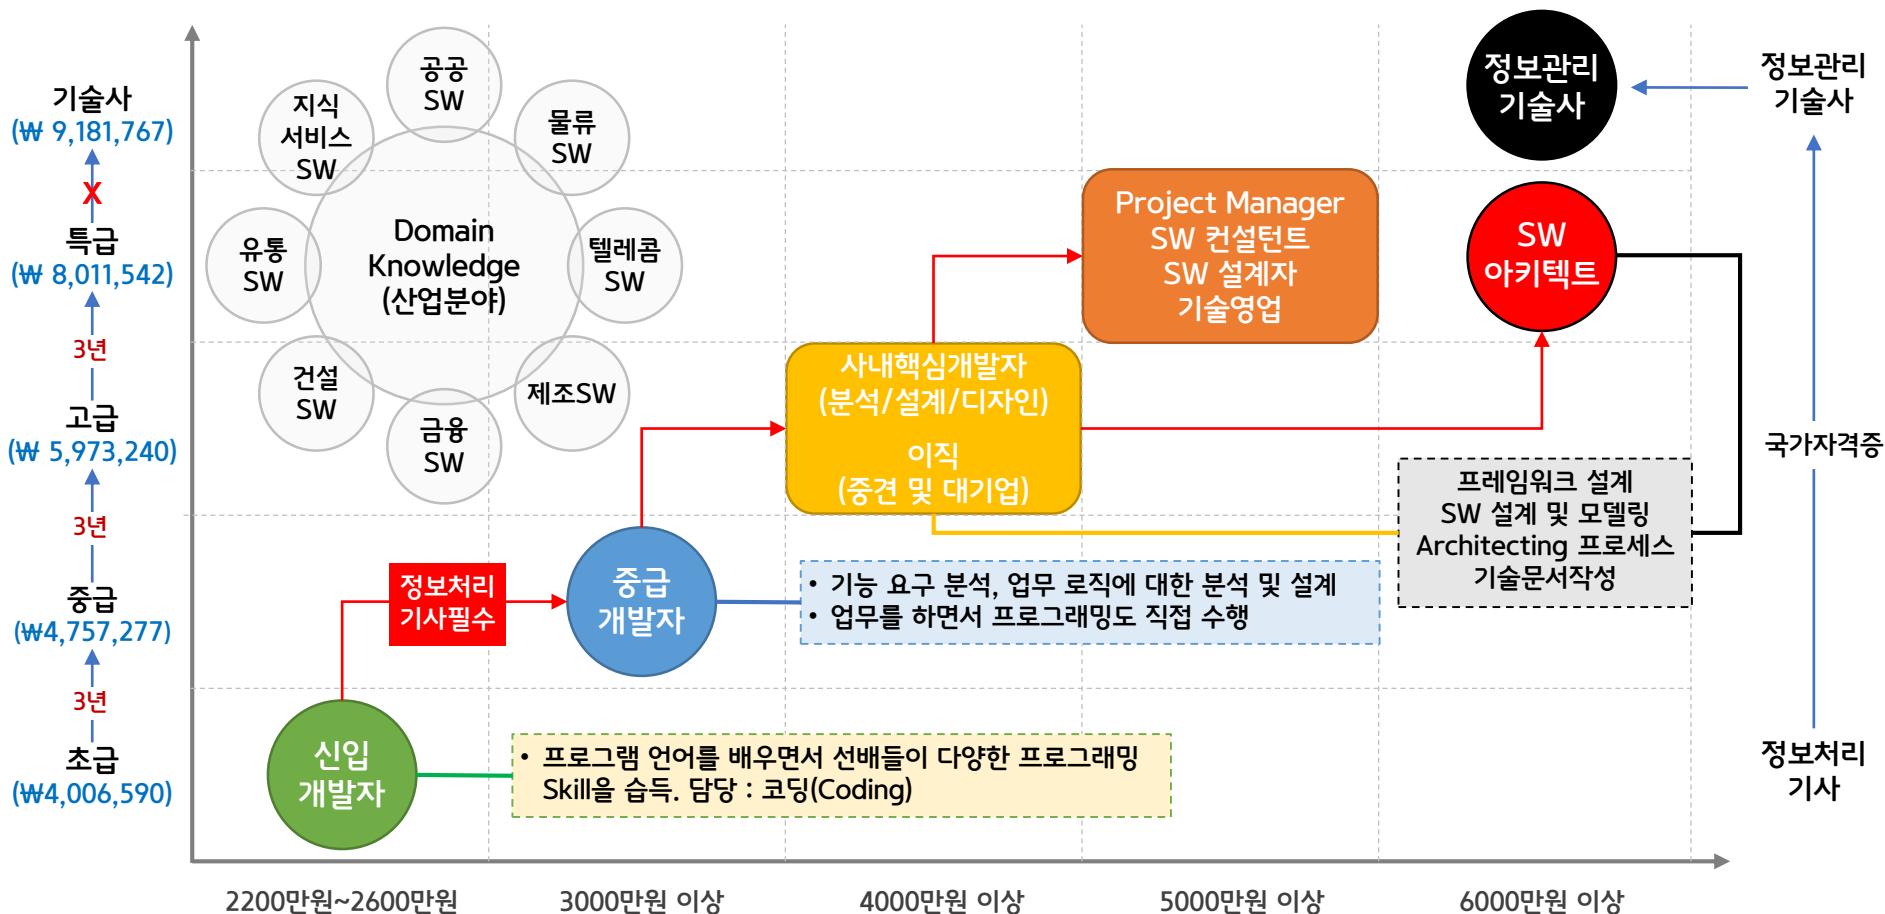 기술사
(₩ 9,181,767)
X
특급
(₩ 8,011,542)
3년
고급
(₩ 5,973,240)
3년
중급
(₩4,757,277)
3년
초급
(₩4,006,590)
공공
SW
지식
서비스
SW
물류
SW
유통
SW
Domain
Knowledge
(산업분야)
텔레콤
SW
건설
SW
제조SW
금융
SW
정보관리
기술사
정보관리
기술사
Project Manager
SW 컨설턴트
SW 설계자
기술영업
SW
아키텍트
사내핵심개발자
(분석/설계/디자인)
이직
(중견 및 대기업)
국가자격증
프레임워크 설계
SW 설계 및 모델링
Architecting 프로세스
기술문서작성
정보처리
기사필수
중급
개발자
• 기능 요구 분석, 업무 로직에 대한 분석 및 설계
• 업무를 하면서 프로그래밍도 직접 수행
신입
개발자
• 프로그램 언어를 배우면서 선배들이 다양한 프로그래밍
Skill을 습득. 담당 : 코딩(Coding)
정보처리
기사
2200만원~2600만원
3000만원 이상
4000만원 이상
5000만원 이상
6000만원 이상